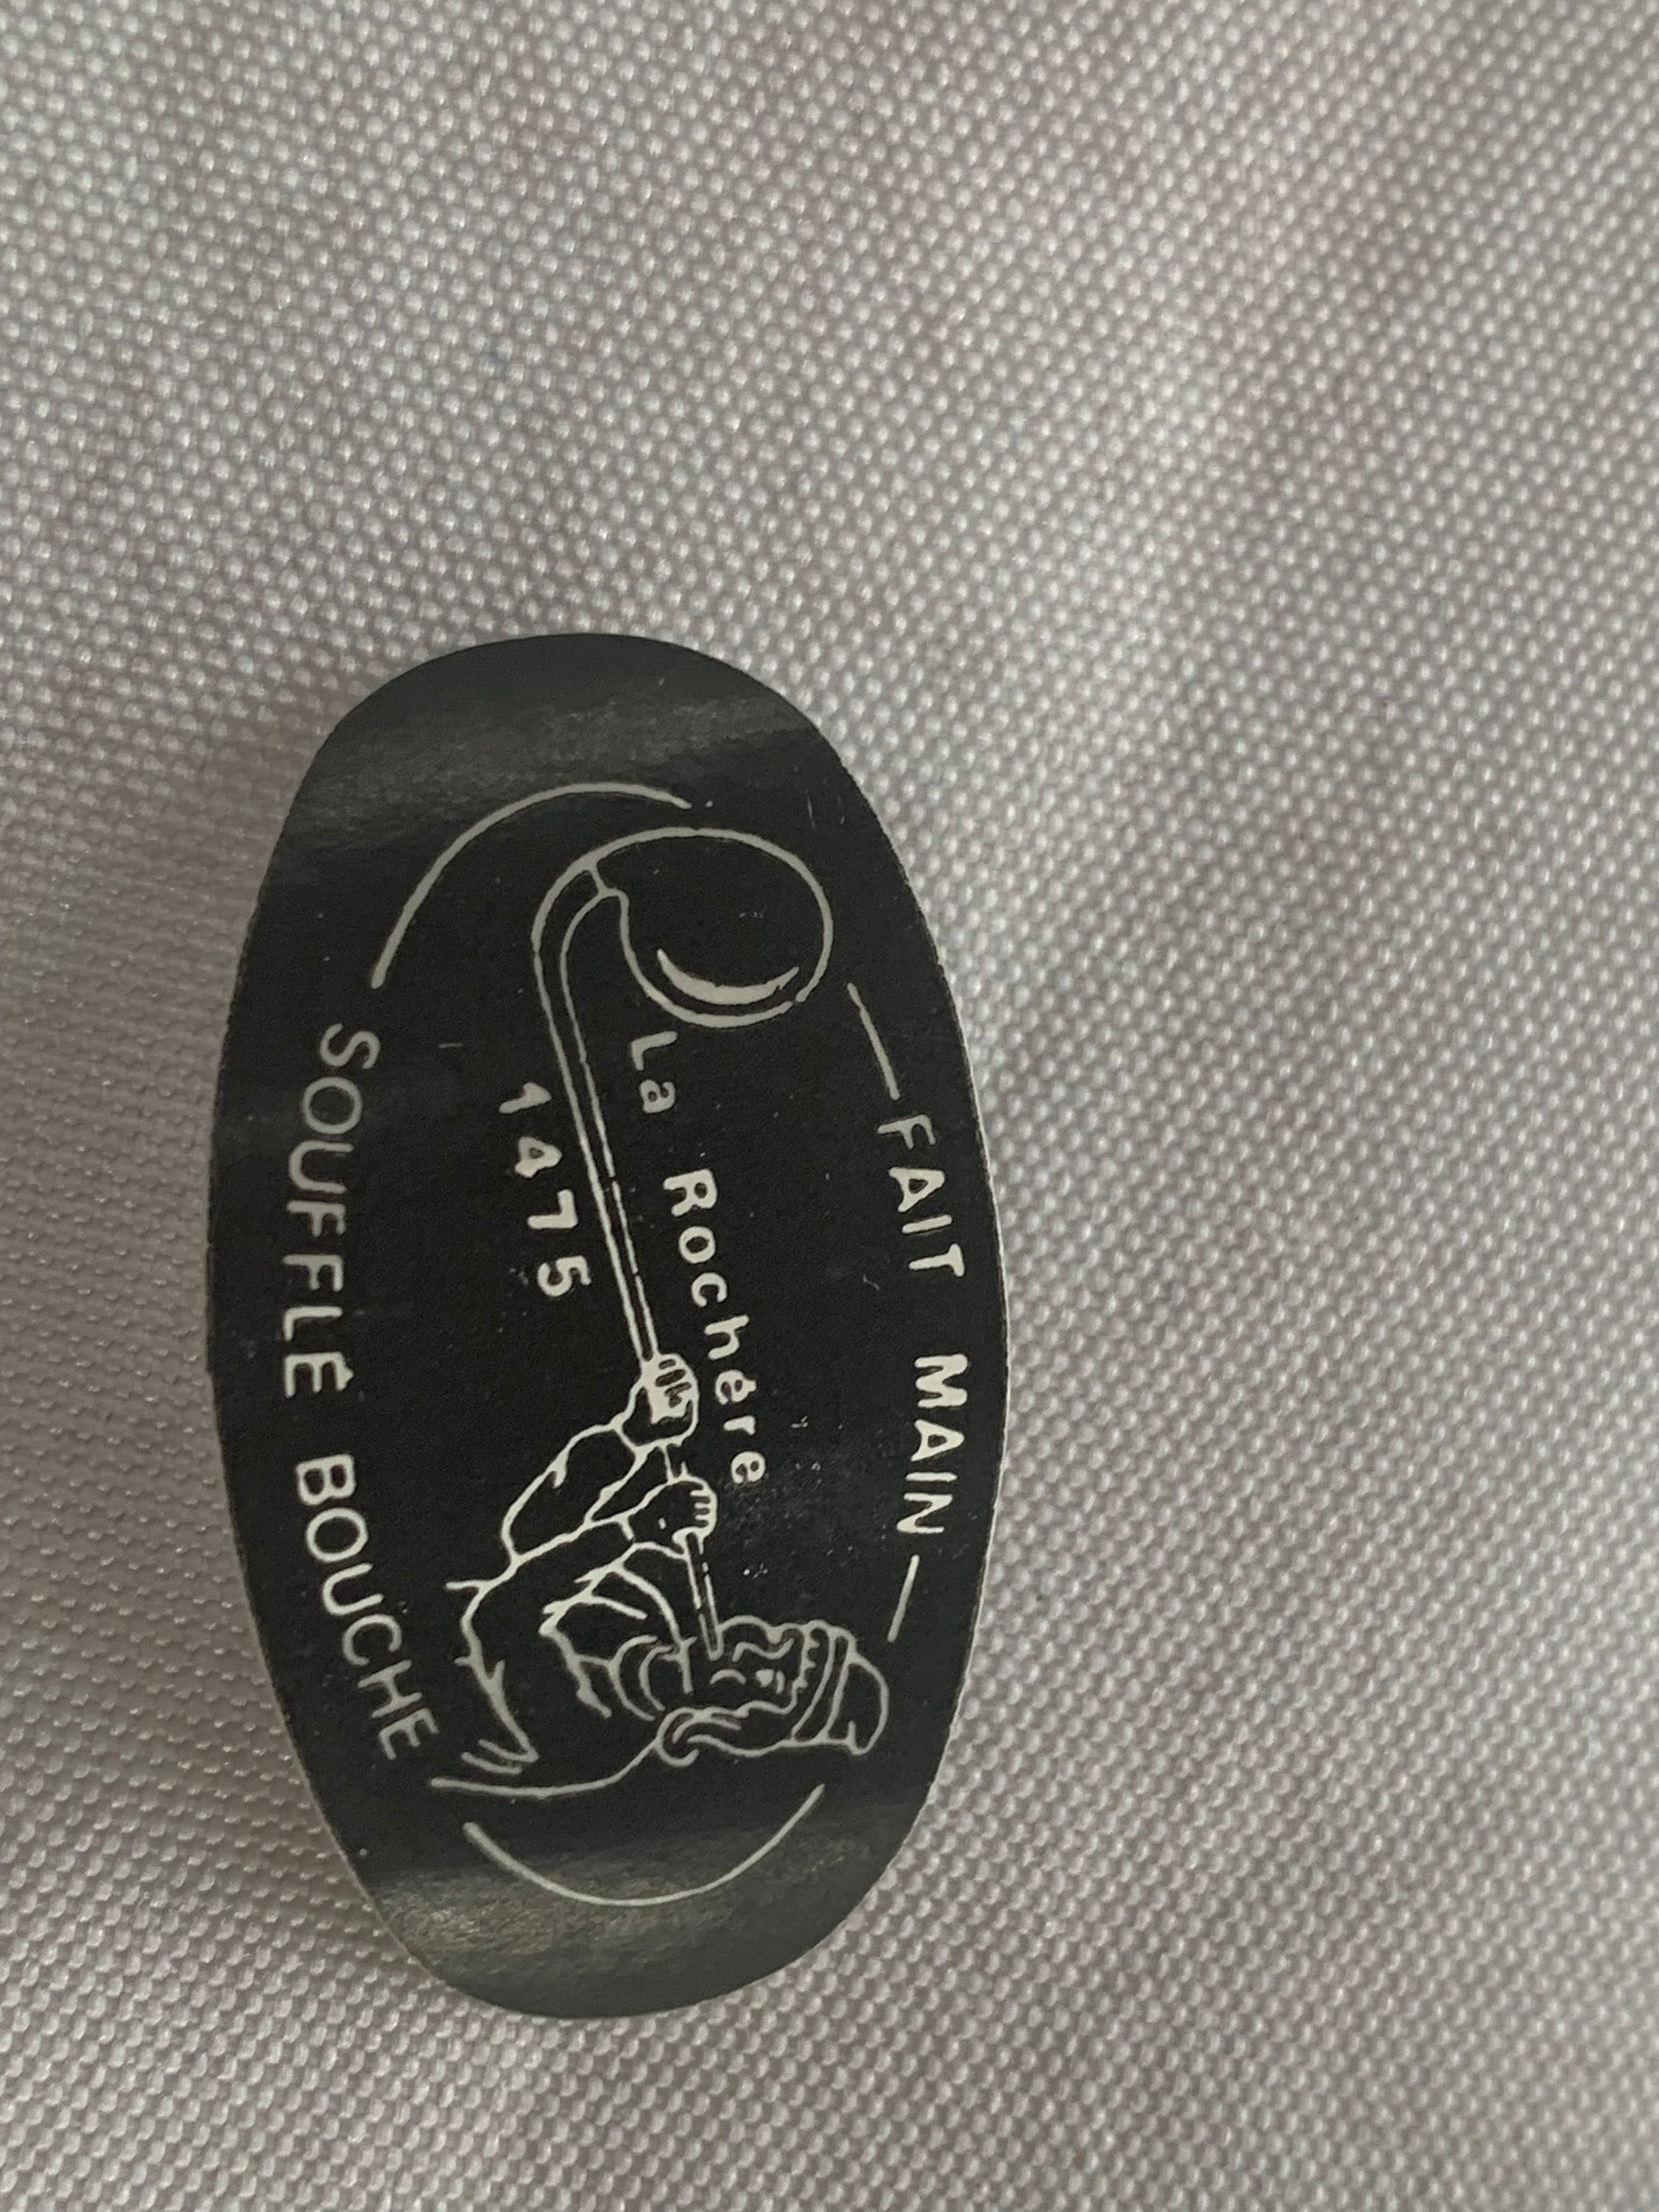 FAIT MAIN
La Rochère
1475
SOUFFLÉ BOUCHE